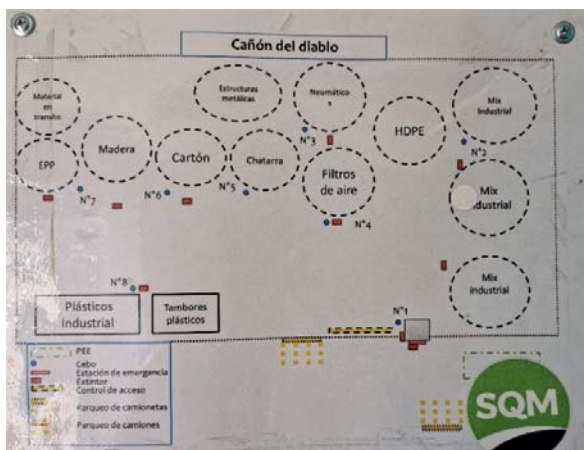 Cañón del diablo
Material
en
transito
Estructuras
metálicas
Neumático
s
HDPE
Mix
Industrial
EPP
Madera
Cartón
Chatarra
Filtros
de aire
N°3
N°2
Mix
industrial
N°7
N°6
N°5
N°4
Mix
industrial
N°8
N°1
Plásticos
Industrial
Tambores
plásticos
PEE
Cebo
Estación de emergencia
Extintor
Control de acceso
Parqueo de camionetas
Parqueo de camiones
SQM